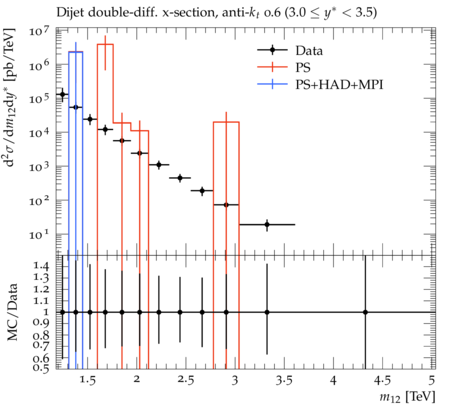 Dijet double-diff. x-section, anti-kt 0.6 (3.0 ≤ y* < 3.5)
d²σ/dm₁₂dy* [pb/TeV]
10⁷
10⁶
10⁵
10⁴
10³
10²
10¹
Data
PS
PS+HAD+MPI
MC/Data
1.4
1.3
1.2
1.1
1
0.9
0.8
0.7
0.6
0.5
1.5 2 2.5 3 3.5 4 4.5 5
m₁₂ [TeV]